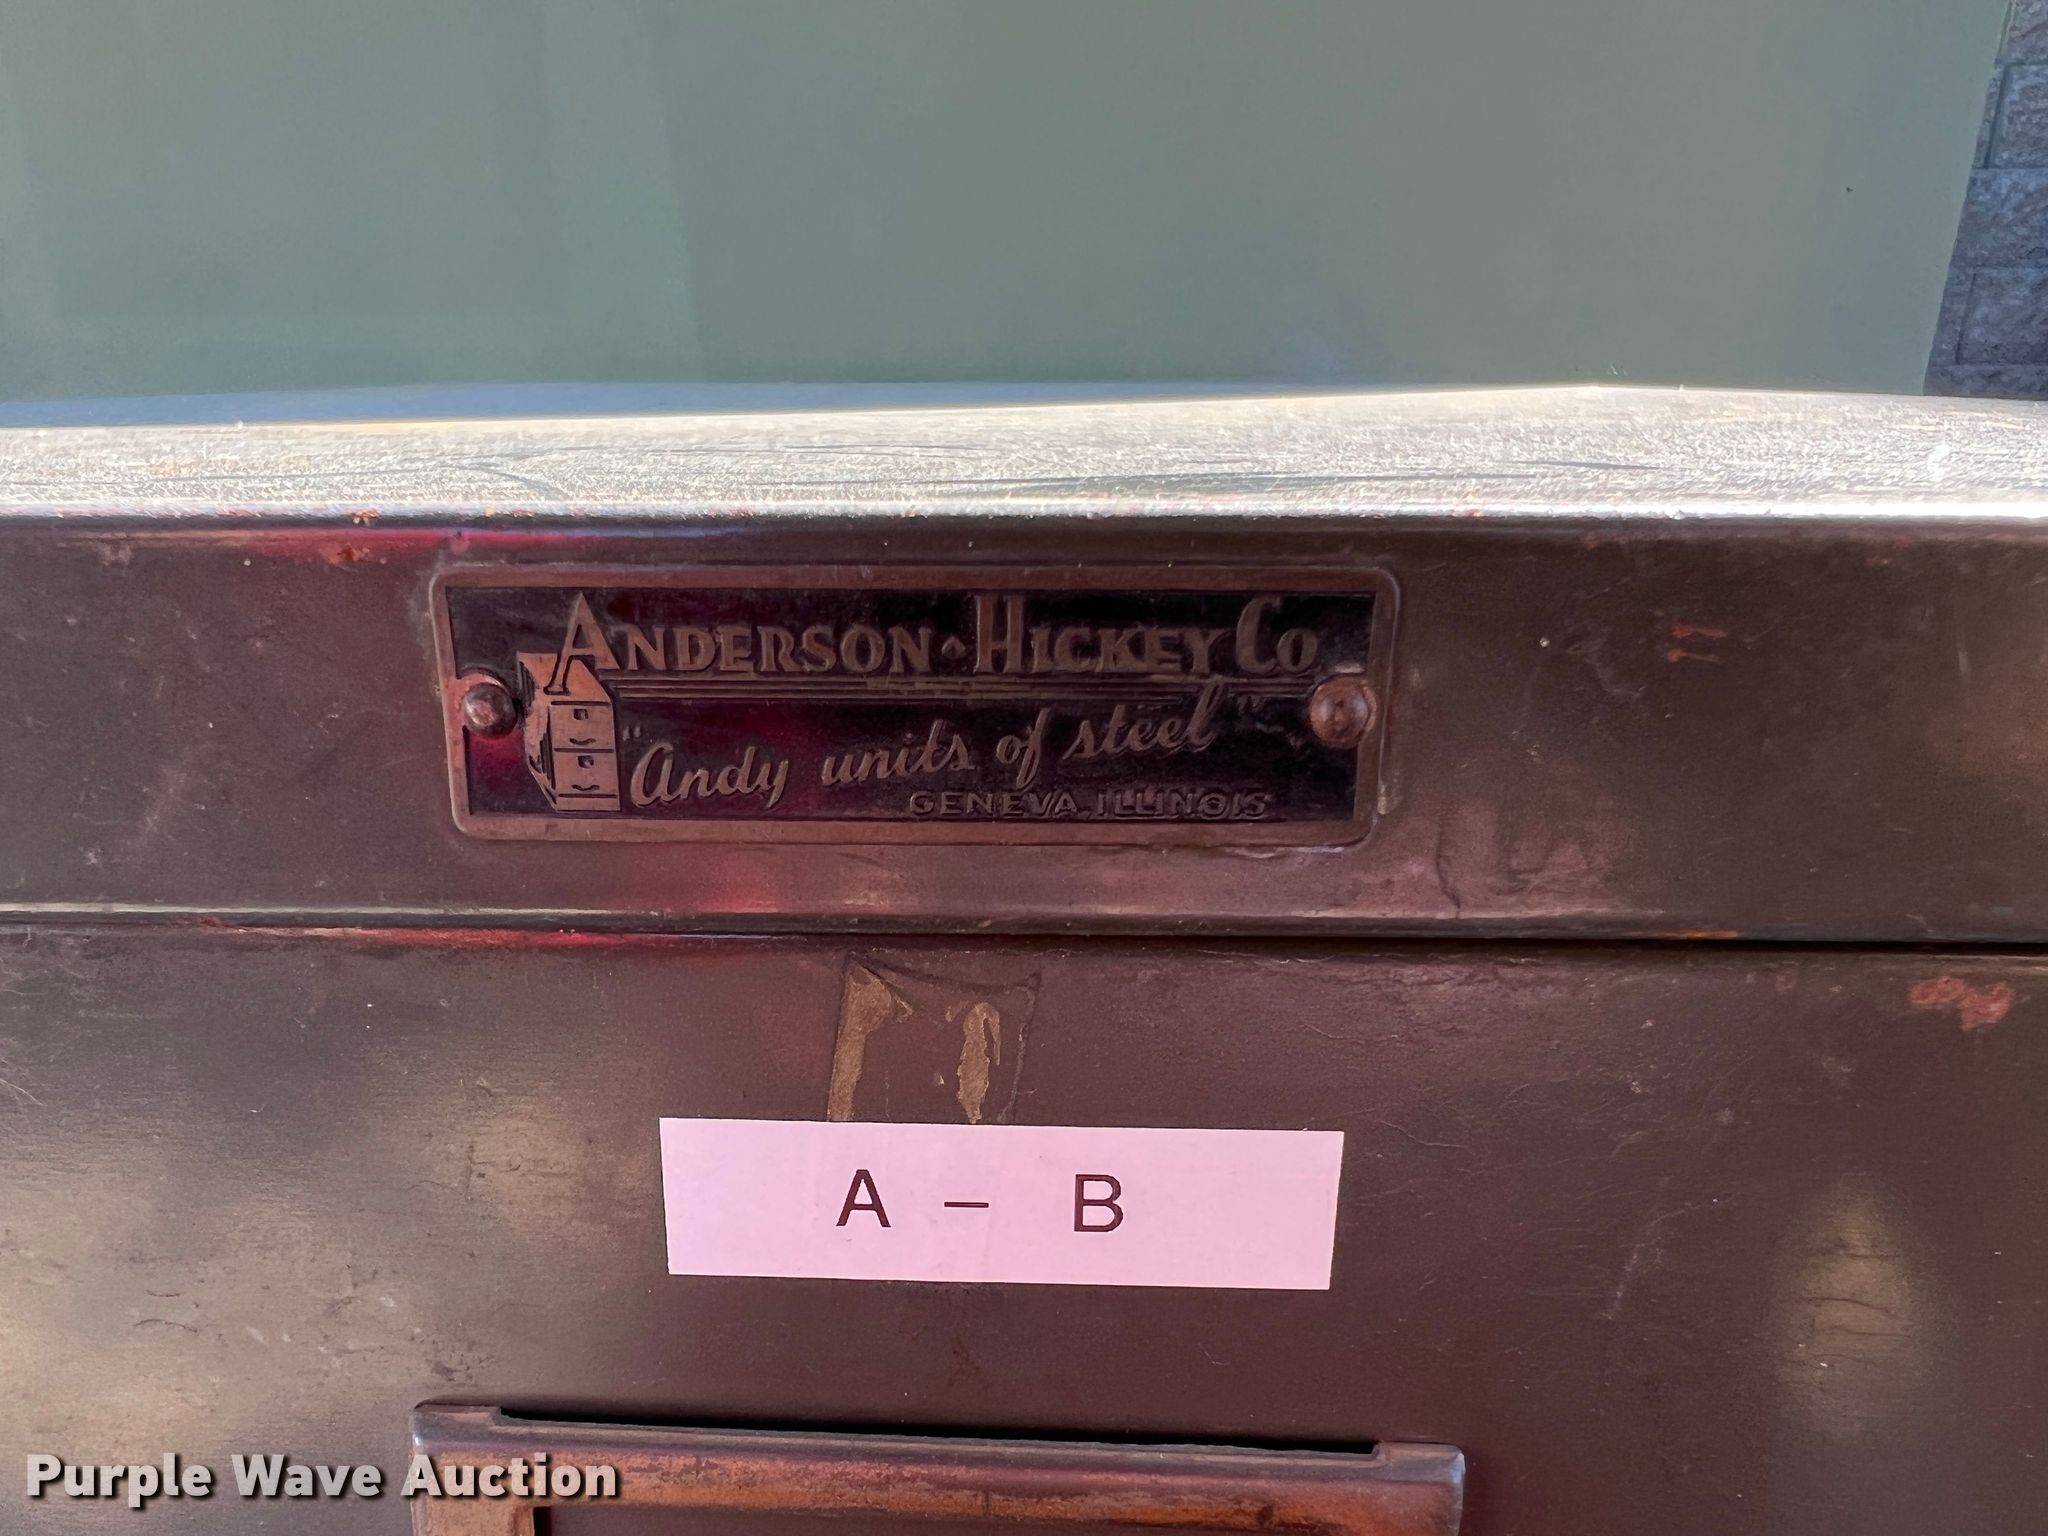 ANDERSON-HICKEY CO
"Andy units of steel"
GENEVA, ILLINOIS
A - B
Purple Wave Auction